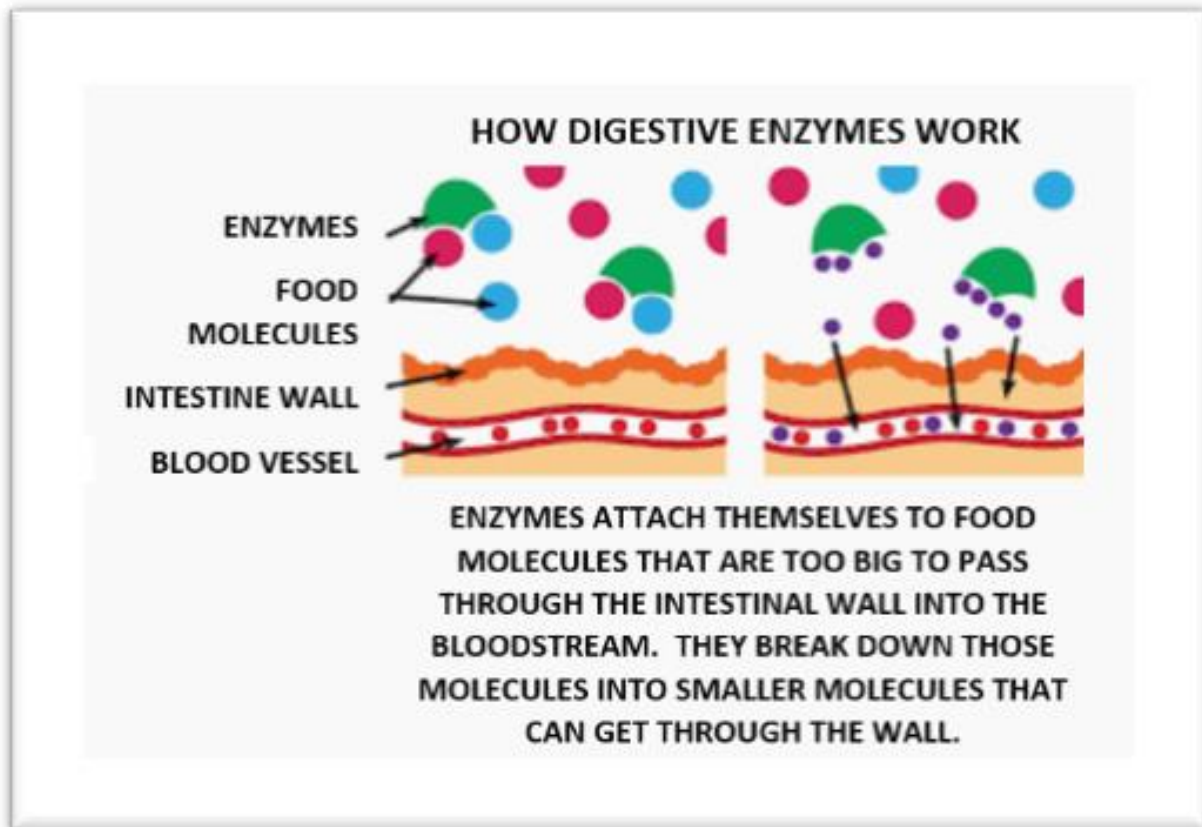 HOW DIGESTIVE ENZYMES WORK
ENZYMES
FOOD
MOLECULES
INTESTINE WALL
BLOOD VESSEL
ENZYMES ATTACH THEMSELVES TO FOOD
MOLECULES THAT ARE TOO BIG TO PASS
THROUGH THE INTESTINAL WALL INTO THE
BLOODSTREAM.  THEY BREAK DOWN THOSE
MOLECULES INTO SMALLER MOLECULES THAT
CAN GET THROUGH THE WALL.